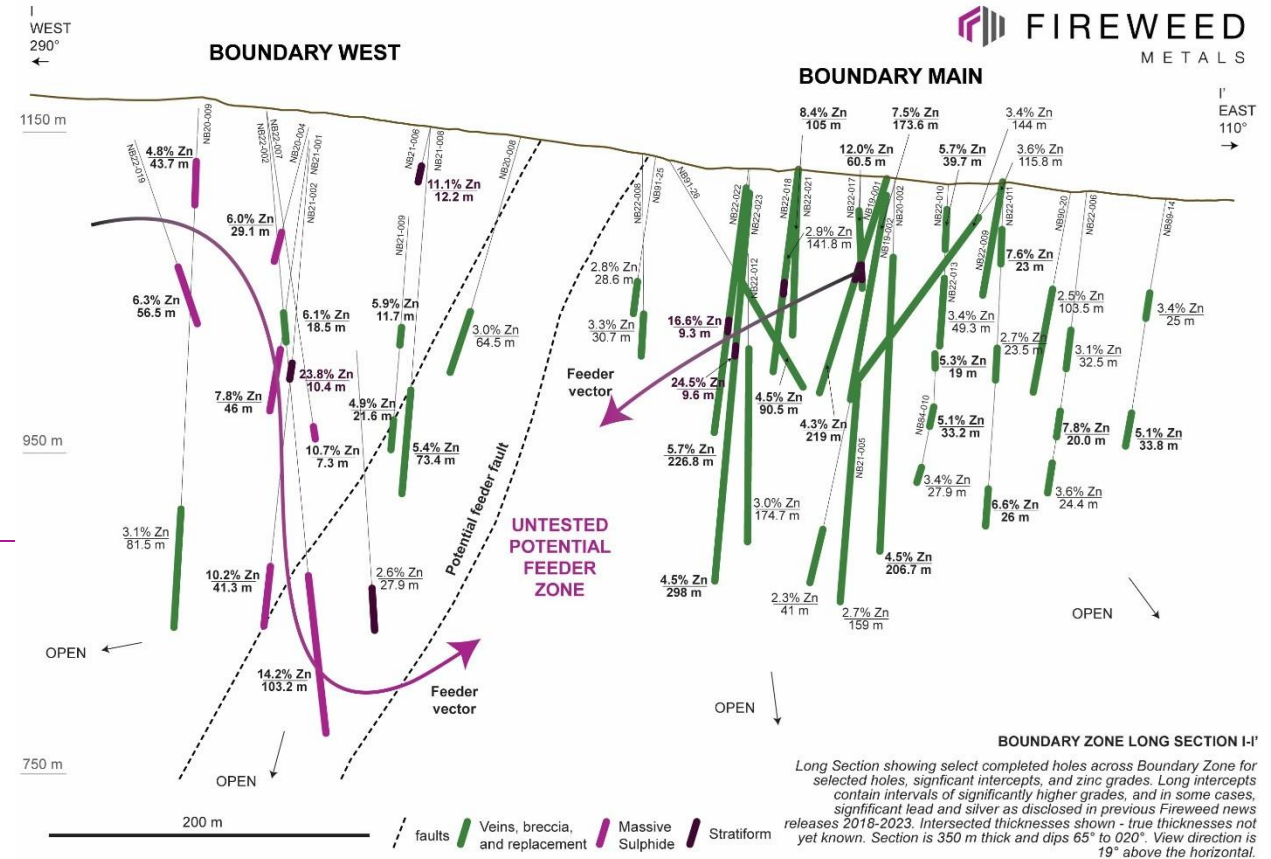 I
WEST
290°
BOUNDARY WEST
FIREWEED
METALS
BOUNDARY MAIN
I'
EAST
110°
1150 m
950 m
750 m
NB22-019
NB20-009
NB22-002
NB22-007
NB20-004
NB21-001
NB21-002
NB21-006
NB21-008
NB21-009
NB20-008
4.8% Zn
43.7 m
6.0% Zn
29.1 m
6.3% Zn
56.5 m
11.1% Zn
12.2 m
6.1% Zn
18.5 m
5.9% Zn
11.7 m
3.0% Zn
64.5 m
23.8% Zn
10.4 m
7.8% Zn
46 m
4.9% Zn
21.6 m
10.7% Zn
7.3 m
5.4% Zn
73.4 m
3.1% Zn
81.5 m
10.2% Zn
41.3 m
2.6% Zn
27.9 m
14.2% Zn
103.2 m
OPEN
OPEN
Feeder
vector
Potential feeder fault
UNTESTED
POTENTIAL
FEEDER
ZONE
Feeder
vector
NB22-008
NB91-25
NB91-26
NB22-022
NB22-023
NB22-012
NB22-018
NB22-021
NB22-017
NB19-001
NB20-002
NB19-002
NB21-005
NB22-010
NB22-013
NB84-010
NB22-009
NB22-011
NB90-20
NB22-006
NB89-14
8.4% Zn
105 m
7.5% Zn
173.6 m
3.4% Zn
144 m
12.0% Zn
60.5 m
5.7% Zn
39.7 m
3.6% Zn
115.8 m
2.9% Zn
141.8 m
2.8% Zn
28.6 m
3.3% Zn
30.7 m
16.6% Zn
9.3 m
24.5% Zn
9.6 m
4.5% Zn
90.5 m
4.3% Zn
219 m
5.7% Zn
226.8 m
3.0% Zn
174.7 m
4.5% Zn
298 m
2.3% Zn
41 m
2.7% Zn
159 m
4.5% Zn
206.7 m
7.6% Zn
23 m
3.4% Zn
49.3 m
2.7% Zn
23.5 m
2.5% Zn
103.5 m
3.4% Zn
25 m
3.1% Zn
32.5 m
5.3% Zn
19 m
5.1% Zn
33.2 m
7.8% Zn
20.0 m
5.1% Zn
33.8 m
3.4% Zn
27.9 m
6.6% Zn
26 m
3.6% Zn
24.4 m
OPEN
OPEN
BOUNDARY ZONE LONG SECTION I-I'
Long Section showing select completed holes across Boundary Zone for
selected holes, signficant intercepts, and zinc grades. Long intercepts
contain intervals of significantly higher grades, and in some cases,
signfificant lead and silver as disclosed in previous Fireweed news
releases 2018-2023. Intersected thicknesses shown - true thicknesses not
yet known. Section is 350 m thick and dips 65° to 020°. View direction is
19° above the horizontal.
200 m
faults
Veins, breccia,
and replacement
Massive
Sulphide
Stratiform